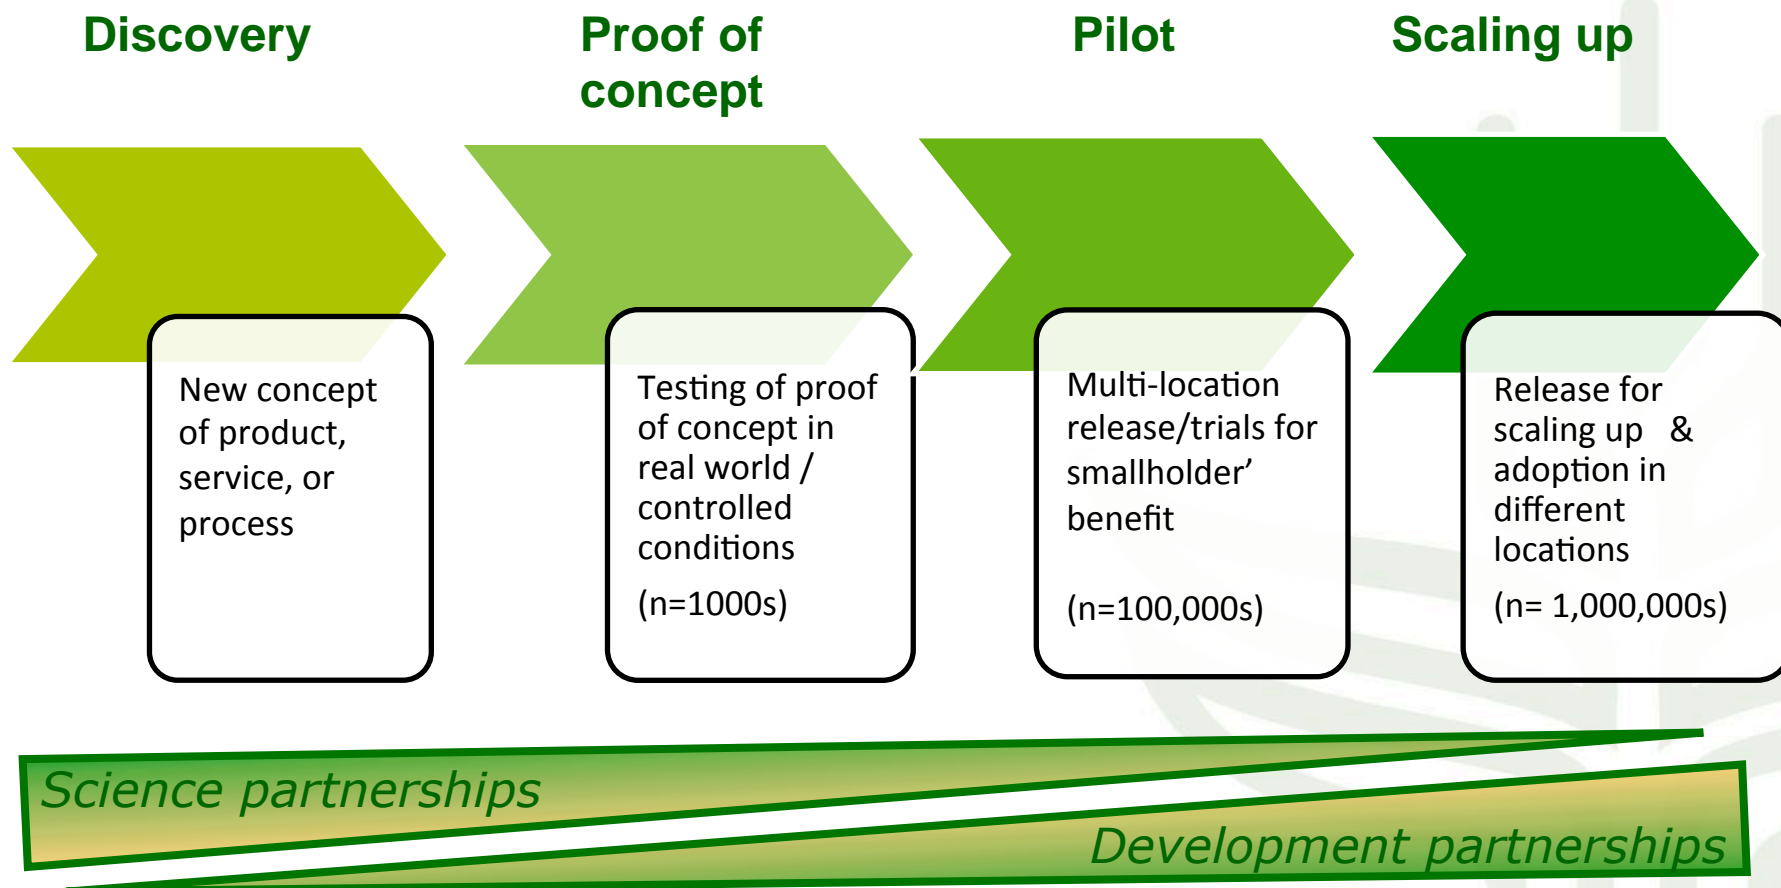 Discovery
Proof of
concept
Pilot
Scaling up
New concept
of product,
service, or
process
Testing of proof
of concept in
real world /
controlled
conditions
(n=1000s)
Multi-location
release/trials for
smallholder’
benefit
(n=100,000s)
Release for
scaling up &
adoption in
different
locations
(n= 1,000,000s)
Science partnerships
Development partnerships